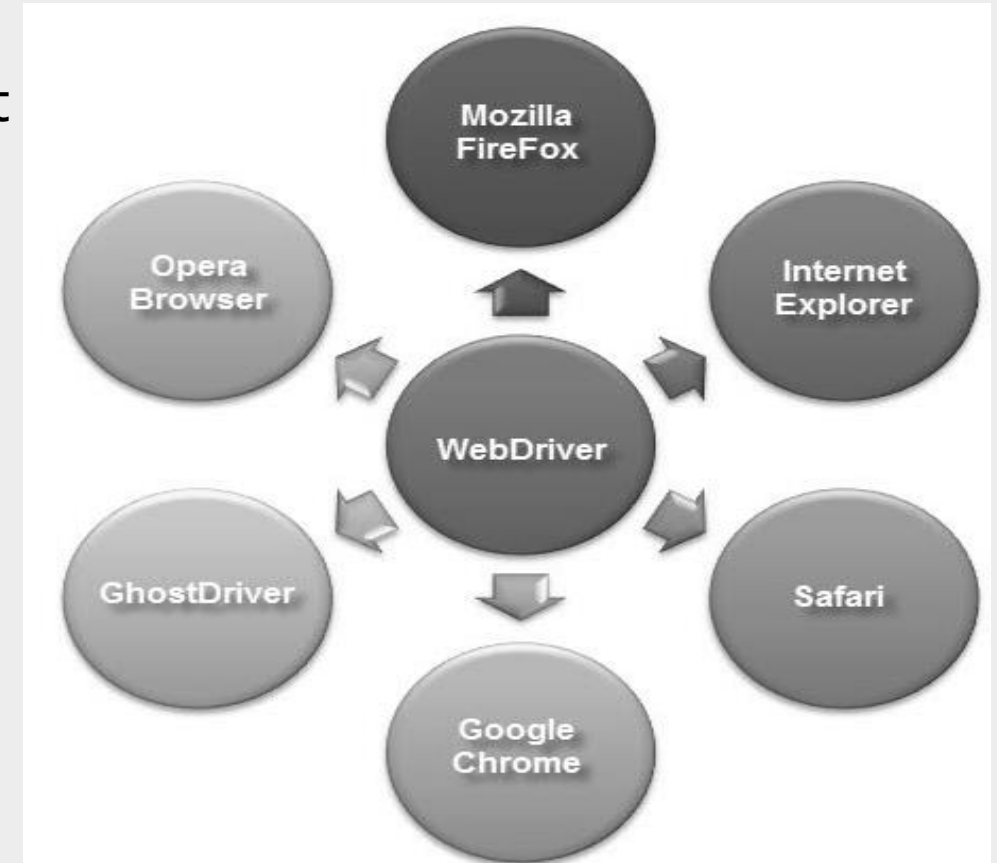 t
Mozilla
FireFox
Opera
Browser
Internet
Explorer
WebDriver
GhostDriver
Safari
Google
Chrome